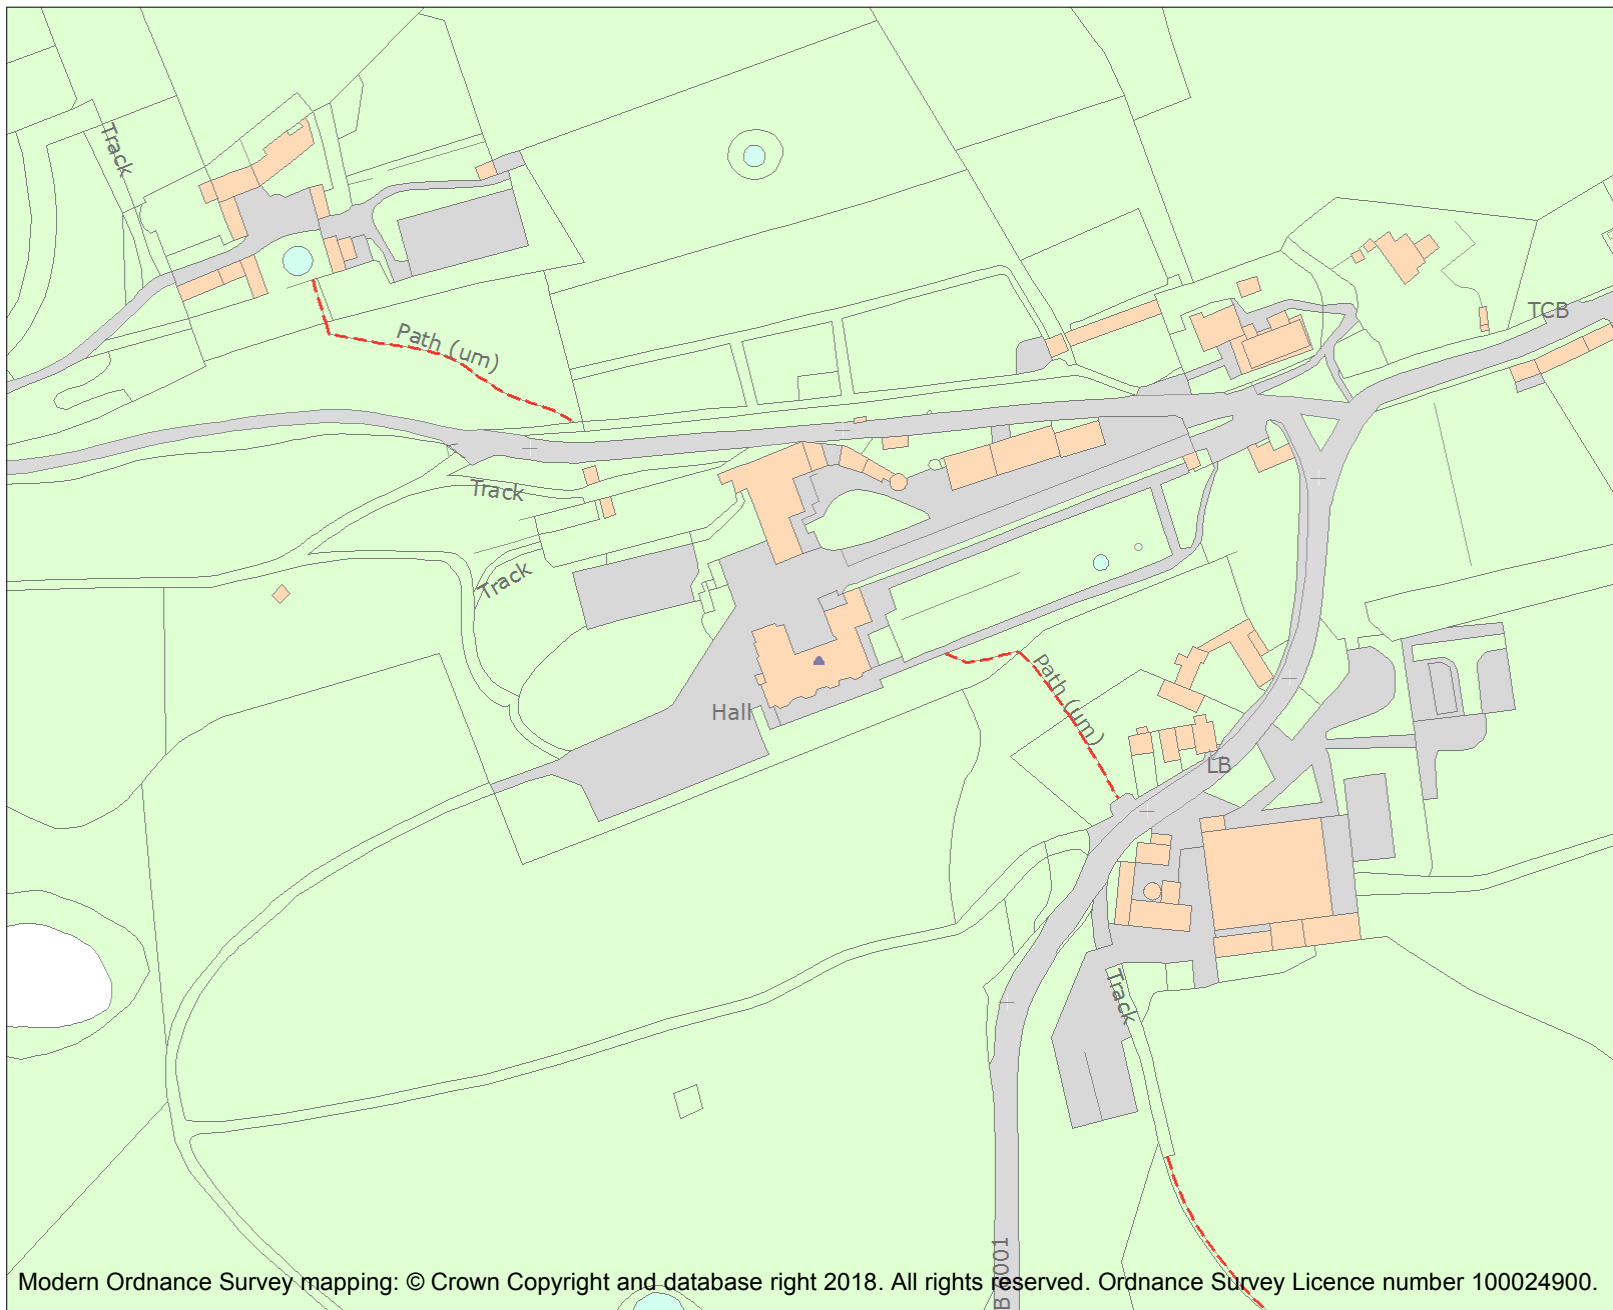 Track
TCB
Path (um)
Track
Track
Path (um)
Hall
LB
Track
Modern Ordnance Survey mapping: © Crown Copyright and database right 2018. All rights reserved. Ordnance Survey Licence number 100024900.